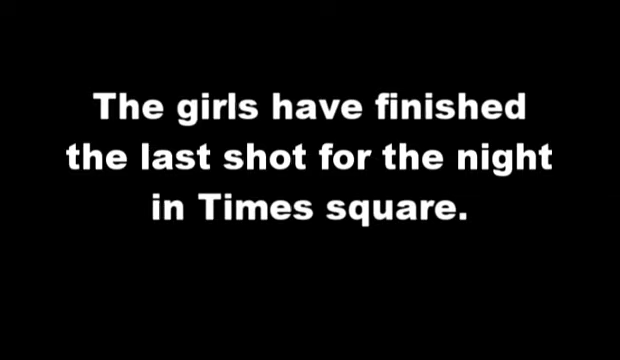 The girls have finished
the last shot for the night
in Times square.